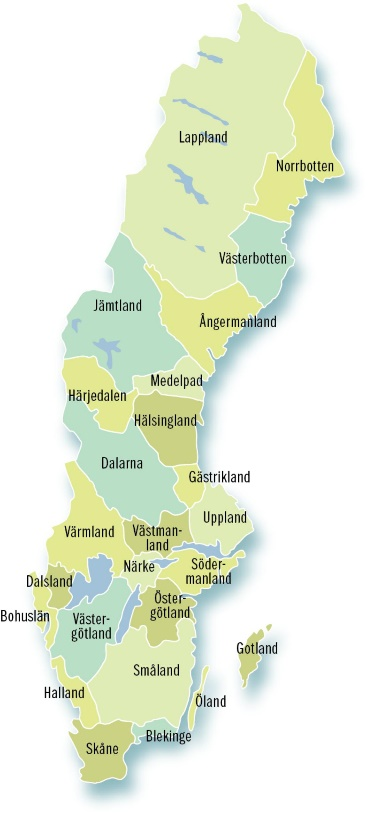 Lappland
Norrbotten
Västerbotten
Jämtland
Ångermanland
Medelpad
Härjedalen
Hälsingland
Dalarna
Gästrikland
Uppland
Värmland
Västman-
land
Närke
Söder-
manland
Dalsland
Öster-
götland
Bohuslän
Väster-
götland
Gotland
Småland
Halland
Öland
Skåne
Blekinge